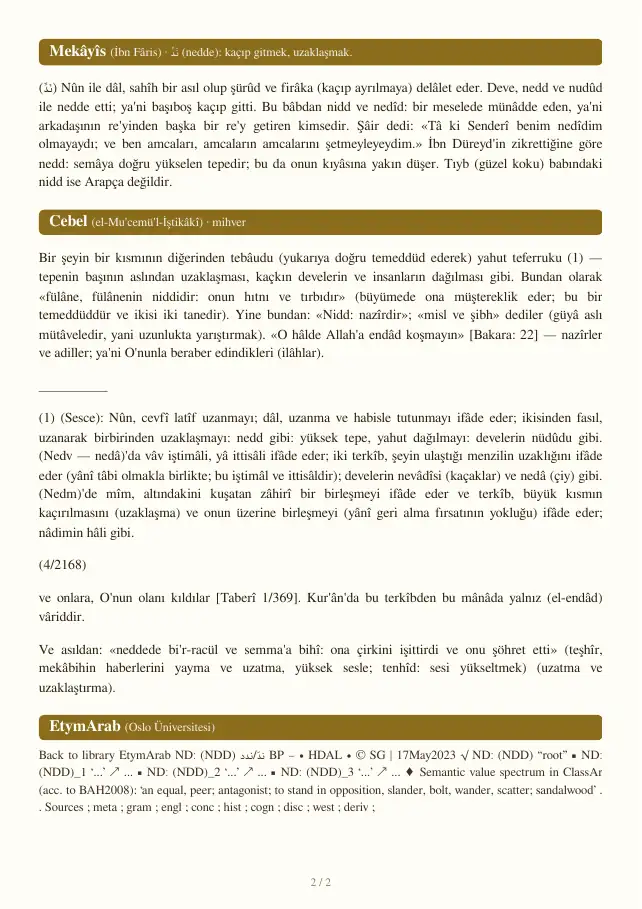 Mekâyîs (İbn Fâris) · نَدَّ (nedde): kaçıp gitmek, uzaklaşmak.
(نَدَّ) Nûn ile dâl, sahîh bir asıl olup şürûd ve firâka (kaçıp ayrılmaya) delâlet eder. Deve, nedd ve nudûd
ile nedde etti; ya'ni başıboş kaçıp gitti. Bu bâbdan nidd ve nedîd: bir meselede münâdde eden, ya'ni
arkadaşının re'yinden başka bir re'y getiren kimsedir. Şâir dedi: «Tâ ki Senderî benim nedîdim
olmayaydı; ve ben amcaları, amcaların amcalarını şetmeyleyeydim.» İbn Düreyd'in zikrettiğine göre
nedd: semâya doğru yükselen tepedir; bu da onun kıyâsına yakın düşer. Tıyb (güzel koku) babındaki
nidd ise Arapça değildir.
Cebel (el-Mu'cemü'l-İştikâkî) · mihver
Bir şeyin bir kısmının diğerinden tebâudu (yukarıya doğru temeddüd ederek) yahut teferruku (1) —
tepenin başının aslından uzaklaşması, kaçkın develerin ve insanların dağılması gibi. Bundan olarak
«fülâne, fülânenin niddidir: onun hıtnı ve tırbıdır» (büyümede ona müştereklik eder; bu bir
temeddüddür ve ikisi iki tanedir). Yine bundan: «Nidd: nazîrdir»; «misl ve şibh» dediler (gûyâ aslı
mütâveledir, yani uzunlukta yarıştırmak). «O hâlde Allah'a endâd koşmayın» [Bakara: 22] — nazîrler
ve adiller; ya'ni O'nunla beraber edindikleri (ilâhlar).
(1) (Sesce): Nûn, cevfî latîf uzanmayı; dâl, uzanma ve habisle tutunmayı ifâde eder; ikisinden fasıl,
uzanarak birbirinden uzaklaşmayı: nedd gibi: yüksek tepe, yahut dağılmayı: develerin nüdûdu gibi.
(Nedv — nedâ)'da vâv iştimâli, yâ ittisâli ifâde eder; iki terkîb, şeyin ulaştığı menzilin uzaklığını ifâde
eder (yânî tâbi olmakla birlikte; bu iştimâl ve ittisâldir); develerin nevâdîsi (kaçaklar) ve nedâ (çiy) gibi.
(Nedm)'de mîm, altındakini kuşatan zâhirî bir birleşmeyi ifâde eder ve terkîb, büyük kısmın
kaçırılmasını (uzaklaşma) ve onun üzerine birleşmeyi (yânî geri alma fırsatının yokluğu) ifâde eder;
nâdimin hâli gibi.
(4/2168)
ve onlara, O'nun olanı kıldılar [Taberî 1/369]. Kur'ân'da bu terkîbden bu mânâda yalnız (el-endâd)
vâriddir.
Ve asıldan: «neddede bi'r-racül ve semma'a bihî: ona çirkini işittirdi ve onu şöhret etti» (teşhîr,
mekâbihin haberlerini yayma ve uzatma, yüksek sesle; tenhîd: sesi yükseltmek) (uzatma ve
uzaklaştırma).
EtymArab (Oslo Üniversitesi)
Back to library EtymArab ND: (NDD) ندّ/ندد BP – • HDAL • © SG | 17May2023 √ ND: (NDD) “root” ▪ ND:
(NDD)_1 ‘...’ ↗ ... ▪ ND: (NDD)_2 ‘...’ ↗ ... ▪ ND: (NDD)_3 ‘...’ ↗ ... ♦ Semantic value spectrum in ClassAr
(acc. to BAH2008): ‘an equal, peer; antagonist; to stand in opposition, slander, bolt, wander, scatter; sandalwood’ .
. Sources ; meta ; gram ; engl ; conc ; hist ; cogn ; disc ; west ; deriv ;
2 / 2